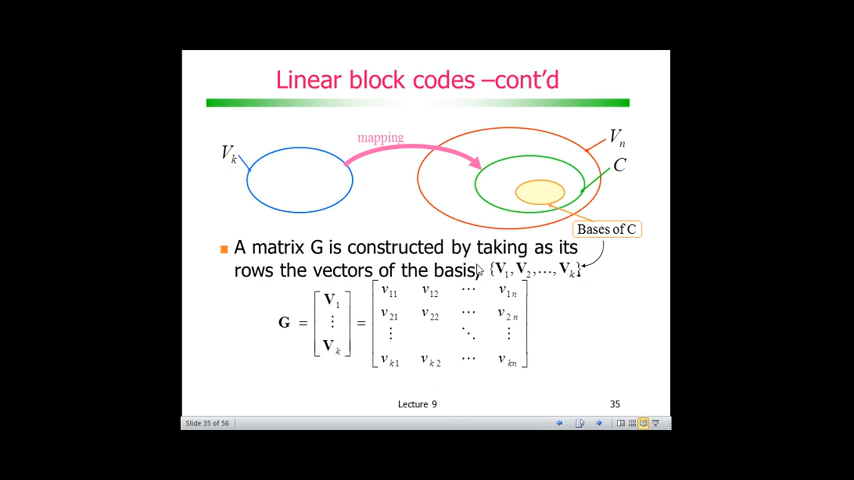 Linear block codes –cont’d
mapping
V_k
V_n
C
Bases of C
A matrix G is constructed by taking as its
rows the vectors of the basis, {V_1, V_2, ..., V_k}.
G = [V_1 ⋮ V_k] = [v_11 v_12 ⋯ v_1n
v_21 v_22 ⋯ v_2n
⋮ ⋱ ⋮
v_k1 v_k2 ⋯ v_kn]
Lecture 9
35
Slide 35 of 56